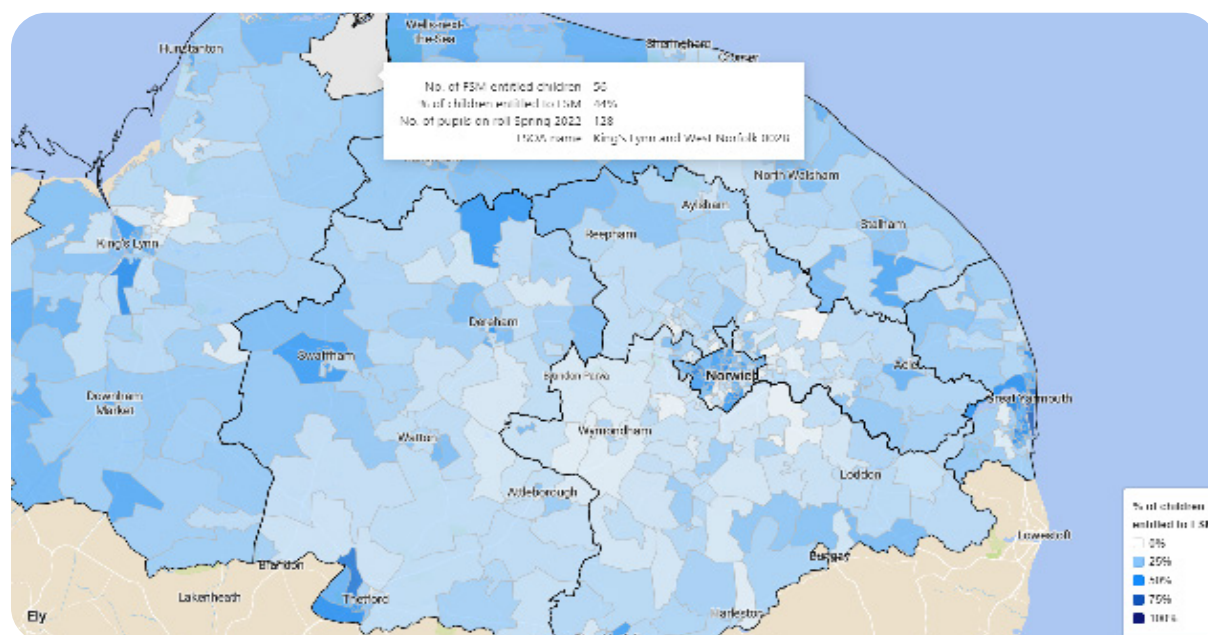 Wells-next-
the-Sea
Hunstanton
Sheringham
Cromer
No. of FSM entitled children 56
% of children entitled to FSM 44%
No. of pupils on roll Spring 2022 128
LSOA name King's Lynn and West Norfolk 002B
North Walsham
Aylsham
Stalham
Reepham
King's Lynn
Dereham
Swaffham
Acle
Norwich
Brandon Parva
Downham
Market
Great Yarmouth
Watton
Wymondham
Loddon
Attleborough
% of children
entitled to FSM
0%
25%
50%
75%
100%
Lowestoft
Bungay
Brandon
Lakenheath
Thetford
Harleston
Ely